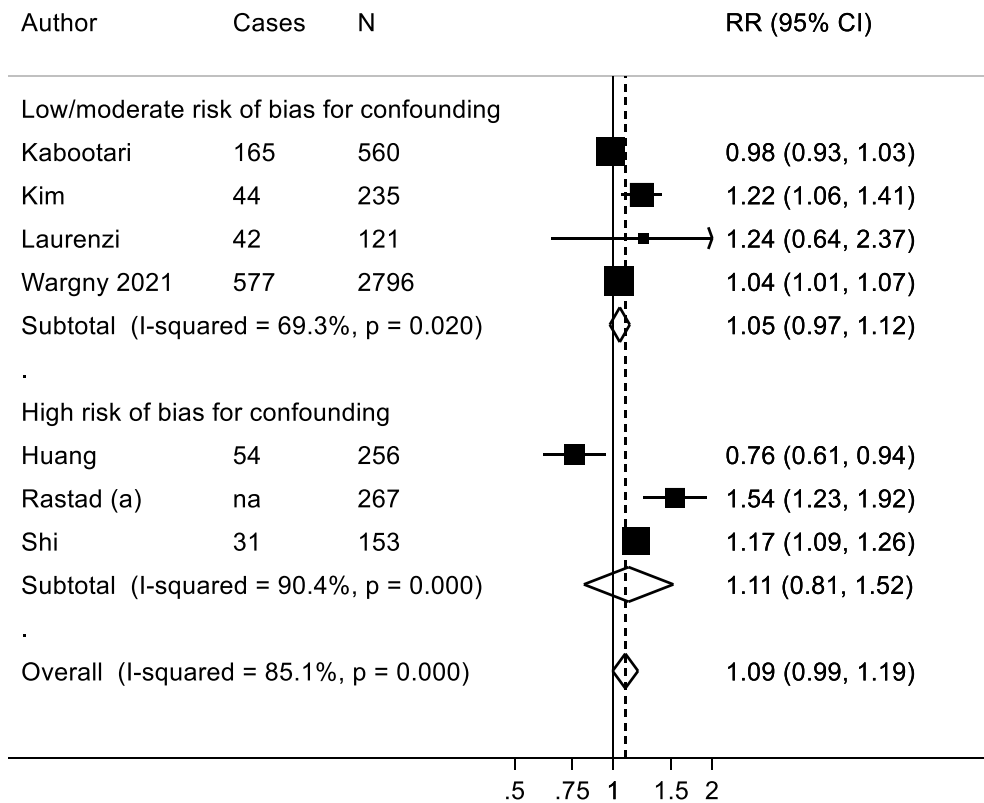 Author Cases N RR (95% CI)
Low/moderate risk of bias for confounding
Kabootari 165 560 0.98 (0.93, 1.03)
Kim 44 235 1.22 (1.06, 1.41)
Laurenzi 42 121 1.24 (0.64, 2.37)
Wargny 2021 577 2796 1.04 (1.01, 1.07)
Subtotal (I-squared = 69.3%, p = 0.020) 1.05 (0.97, 1.12)
.
High risk of bias for confounding
Huang 54 256 0.76 (0.61, 0.94)
Rastad (a) na 267 1.54 (1.23, 1.92)
Shi 31 153 1.17 (1.09, 1.26)
Subtotal (I-squared = 90.4%, p = 0.000) 1.11 (0.81, 1.52)
.
Overall (I-squared = 85.1%, p = 0.000) 1.09 (0.99, 1.19)
.5 .75 1 1.5 2